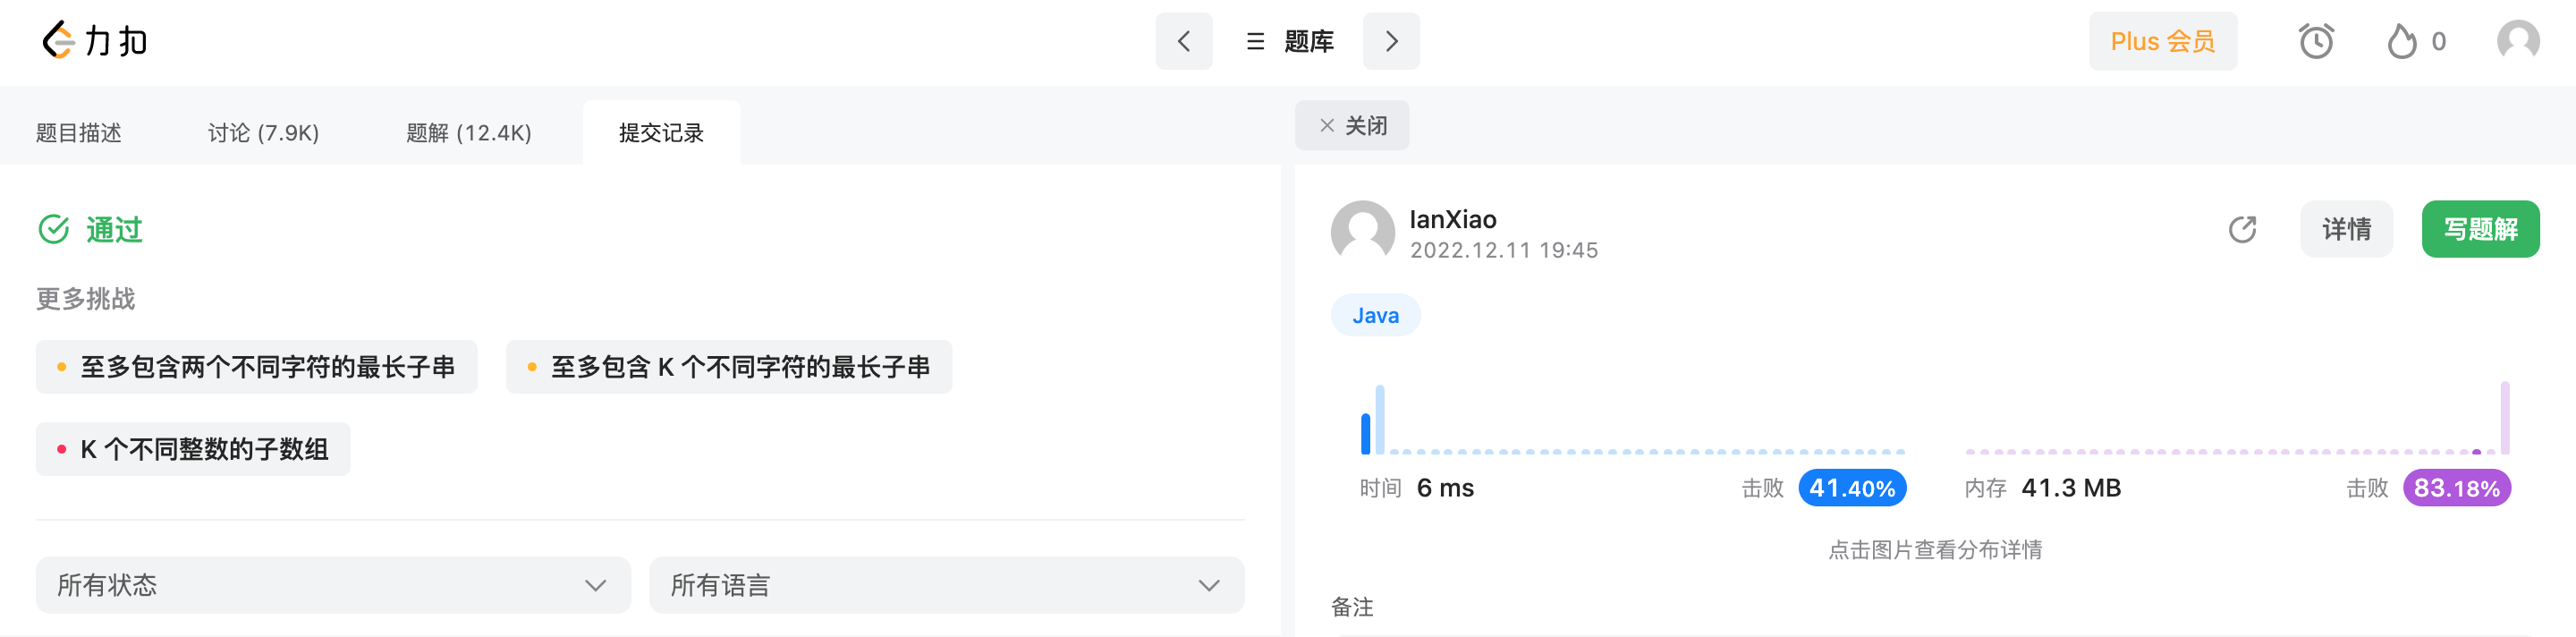 力扣
题库
Plus 会员
0
题目描述
讨论 (7.9K)
题解 (12.4K)
提交记录
关闭
通过
更多挑战
至多包含两个不同字符的最长子串
至多包含 K 个不同字符的最长子串
K 个不同整数的子数组
所有状态
所有语言
IanXiao
2022.12.11 19:45
详情
写题解
Java
时间 6 ms
击败 41.40%
内存 41.3 MB
击败 83.18%
点击图片查看分布详情
备注